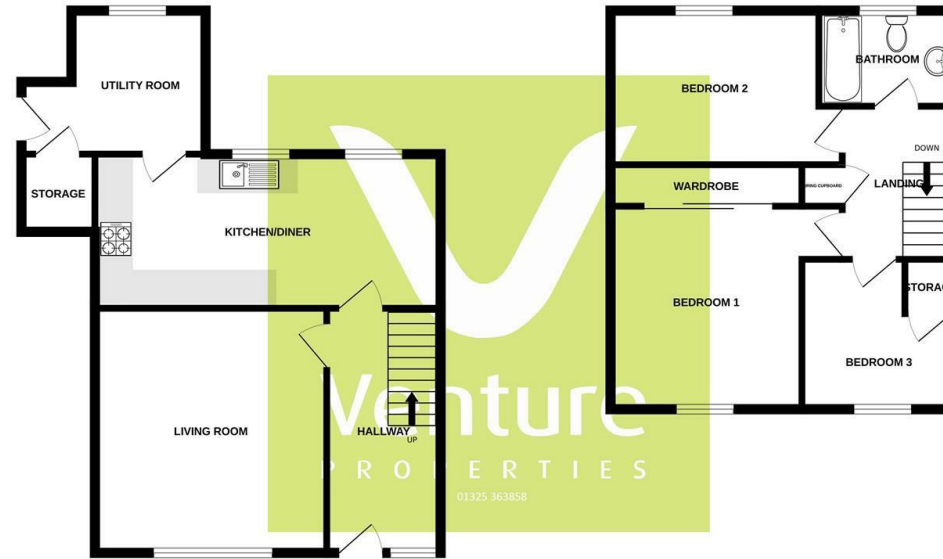 UTILITY ROOM
STORAGE
KITCHEN/DINER
LIVING ROOM
HALLWAY
UP
BEDROOM 2
BATHROOM
DOWN
WARDROBE
CUPBOARD
LANDING
BEDROOM 1
BEDROOM 3
STORAG
Venture
PROPERTIES
01325 363858